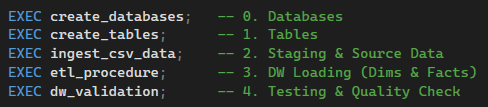 EXEC create_databases;   -- 0. Databases
EXEC create_tables;      -- 1. Tables
EXEC ingest_csv_data;    -- 2. Staging & Source Data
EXEC etl_procedure;      -- 3. DW Loading (Dims & Facts)
EXEC dw_validation;      -- 4. Testing & Quality Check